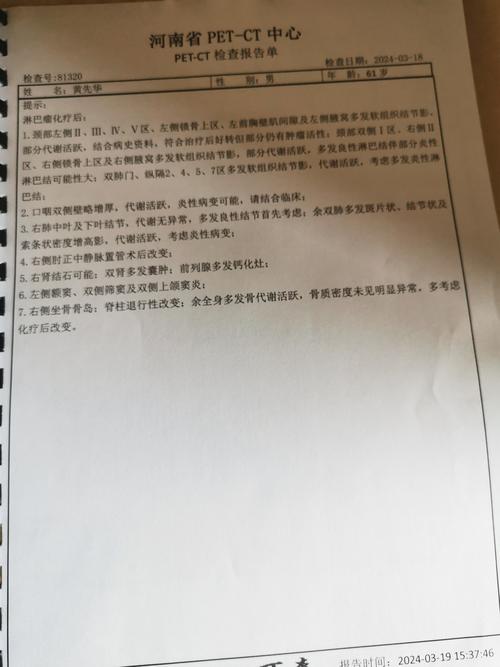 河南省 PET-CT 中心
PET-CT 检查报告单
检查号:81320
检查日期: 2024-03-18
姓 名: 黄先华 性 别: 男 年 龄: 61 岁
提示:
淋巴瘤化疗后:
1. 颈部左侧Ⅱ、Ⅲ、Ⅳ、Ⅴ区、左侧锁骨上区、左前胸壁肌间隙及左侧腋窝多发软组织结节影,
部分代谢活跃, 结合病史资料, 符合治疗后好转但部分仍有肿瘤活性; 颈部双侧Ⅰ区、右侧Ⅱ
区、右侧锁骨上区及右侧腋窝多发软组织结节影, 部分代谢活跃, 多发良性淋巴结伴部分炎性
淋巴结可能性大; 双肺门、纵隔2、4、5、7区多发软组织结节影, 代谢活跃, 考虑多发炎性淋
巴结;
2. 口咽双侧壁略增厚, 代谢活跃, 炎性病变可能, 请结合临床;
3. 右肺中叶及下叶结节, 代谢无异常, 多发良性结节首先考虑; 余双肺多发斑片状、结节状及
索条状密度增高影, 代谢活跃, 考虑炎性病变;
4. 右侧肘正中静脉置管术后改变;
5. 右肾结石可能; 双肾多发囊肿; 前列腺多发钙化灶;
6. 左侧额窦、双侧筛窦及双侧上颌窦炎;
7. 右侧坐骨骨岛; 脊柱退行性改变; 余全身多发骨代谢活跃, 骨质密度未见明显异常, 多考虑
化疗后改变。
报告时间: 2024-03-19 15:37:46